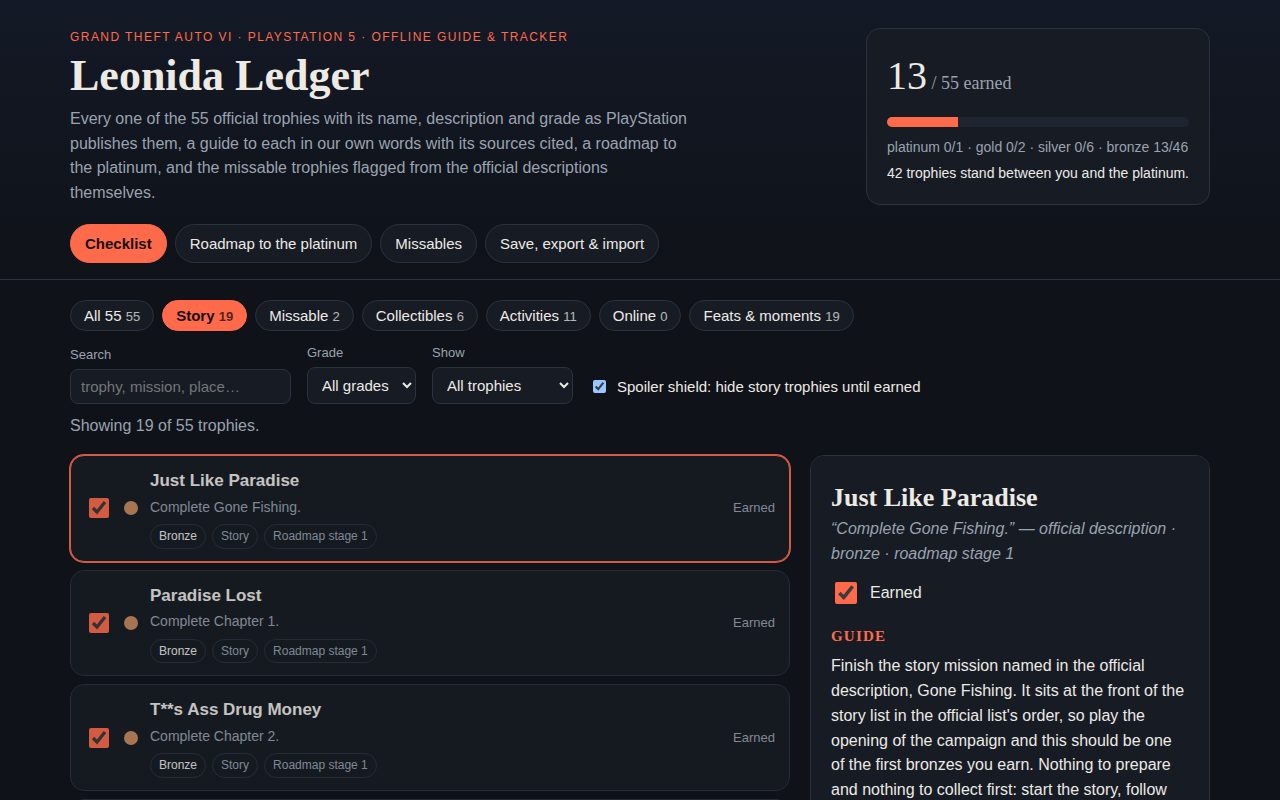 GRAND THEFT AUTO VI · PLAYSTATION 5 · OFFLINE GUIDE & TRACKER
Leonida Ledger
Every one of the 55 official trophies with its name, description and grade as PlayStation
publishes them, a guide to each in our own words with its sources cited, a roadmap to
the platinum, and the missable trophies flagged from the official descriptions
themselves.
13 / 55 earned
platinum 0/1 · gold 0/2 · silver 0/6 · bronze 13/46
42 trophies stand between you and the platinum.
Checklist
Roadmap to the platinum
Missables
Save, export & import
All 55 55
Story 19
Missable 2
Collectibles 6
Activities 11
Online 0
Feats & moments 19
Search
trophy, mission, place…
Grade
All grades
Show
All trophies
Spoiler shield: hide story trophies until earned
Showing 19 of 55 trophies.
Just Like Paradise
Complete Gone Fishing.
Bronze
Story
Roadmap stage 1
Earned
Paradise Lost
Complete Chapter 1.
Bronze
Story
Roadmap stage 1
Earned
T**s Ass Drug Money
Complete Chapter 2.
Bronze
Story
Roadmap stage 1
Earned
Just Like Paradise
“Complete Gone Fishing.” — official description ·
bronze · roadmap stage 1
Earned
GUIDE
Finish the story mission named in the official
description, Gone Fishing. It sits at the front of the
story list in the official list's order, so play the
opening of the campaign and this should be one
of the first bronzes you earn. Nothing to prepare
and nothing to collect first: start the story, follow